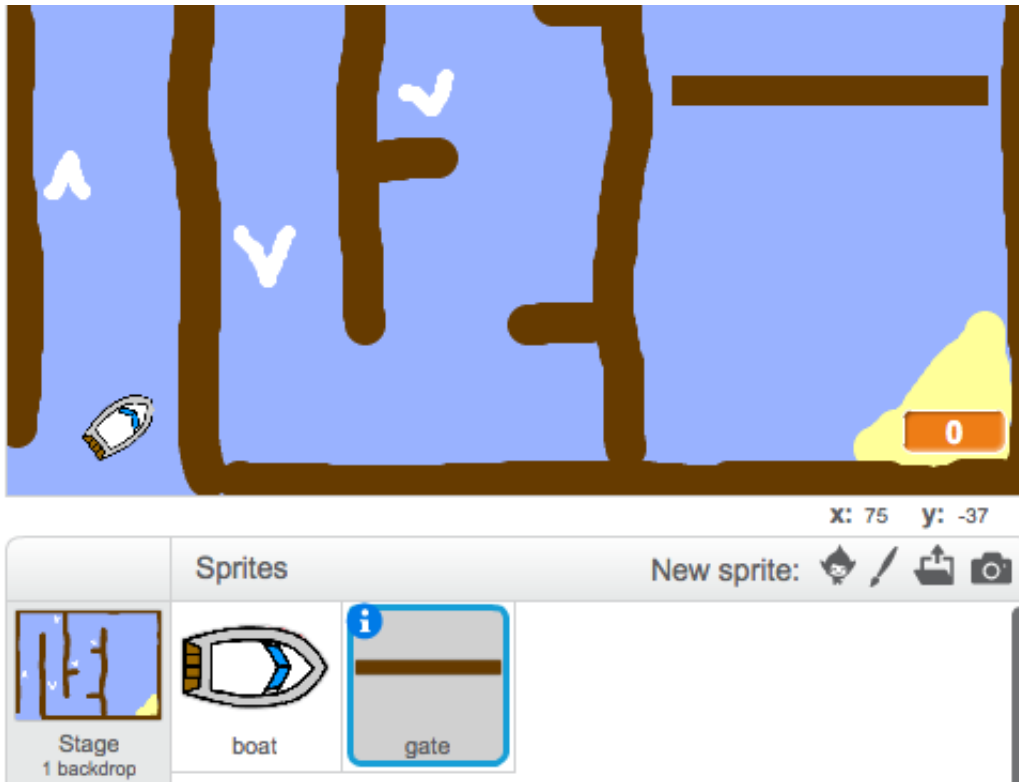 0
x: 75 y: -37
Sprites New sprite:
i
Stage
1 backdrop
boat
gate